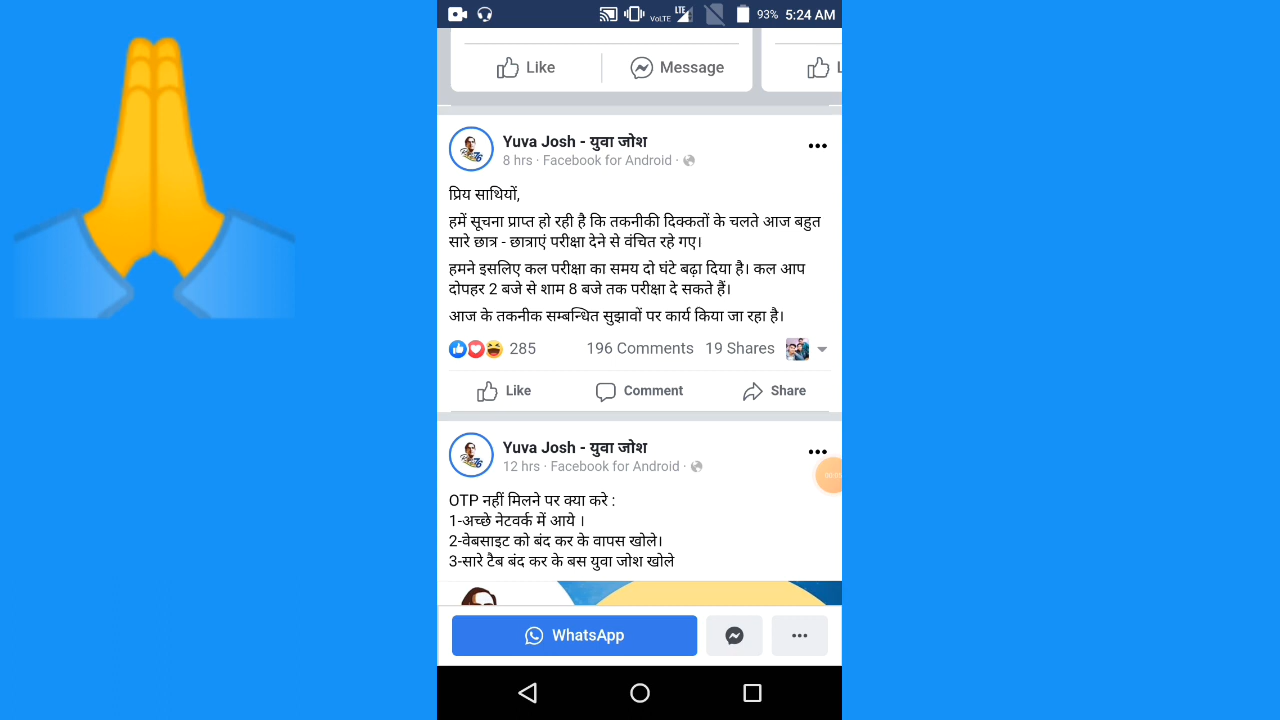 93% 5:24 AM
VoLTE LTE
Like Message L
Yuva Josh - युवा जोश
8 hrs · Facebook for Android ·
प्रिय साथियों,
हमें सूचना प्राप्त हो रही है कि तकनीकी दिक्कतों के चलते आज बहुत
सारे छात्र - छात्राएं परीक्षा देने से वंचित रहे गए।
हमने इसलिए कल परीक्षा का समय दो घंटे बढ़ा दिया है। कल आप
दोपहर 2 बजे से शाम 8 बजे तक परीक्षा दे सकते हैं।
आज के तकनीक सम्बन्धित सुझावों पर कार्य किया जा रहा है।
285 196 Comments 19 Shares
Like Comment Share
Yuva Josh - युवा जोश
12 hrs · Facebook for Android ·
OTP नहीं मिलने पर क्या करे :
1-अच्छे नेटवर्क में आये ।
2-वेबसाइट को बंद कर के वापस खोले।
3-सारे टैब बंद कर के बस युवा जोश खोले
WhatsApp